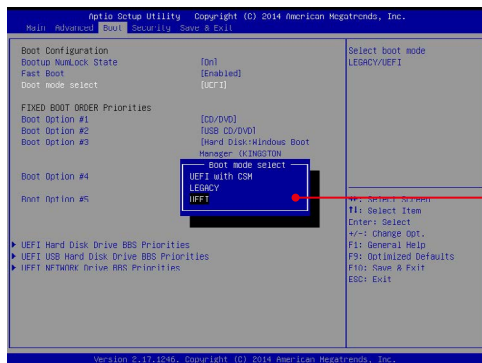 Aptio Setup Utility  Copyright (C) 2014 American Megatrends, Inc.
Main Advanced Boot Security Save & Exit
Boot Configuration
Bootup NumLock State [On]
Fast Boot [Enabled]
Boot mode select [UEFI]
FIXED BOOT ORDER Priorities
Boot Option #1 [CD/DVD]
Boot Option #2 [USB CD/DVD]
Boot Option #3 [Hard Disk:Windows Boot
Manager (KINGSTON
Boot mode select
UEFI with CSM
LEGACY
UEFI
Boot Option #4
Boot Option #5
UEFI Hard Disk Drive BBS Priorities
UEFI USB Hard Disk Drive BBS Priorities
UEFI NETWORK Drive BBS Priorities
Select boot mode
LEGACY/UEFI
: Select Screen
↑↓: Select Item
Enter: Select
+/-: Change Opt.
F1: General Help
F9: Optimized Defaults
F10: Save & Exit
ESC: Exit
Version 2.17.1246. Copyright (C) 2014 American Megatrends, Inc.